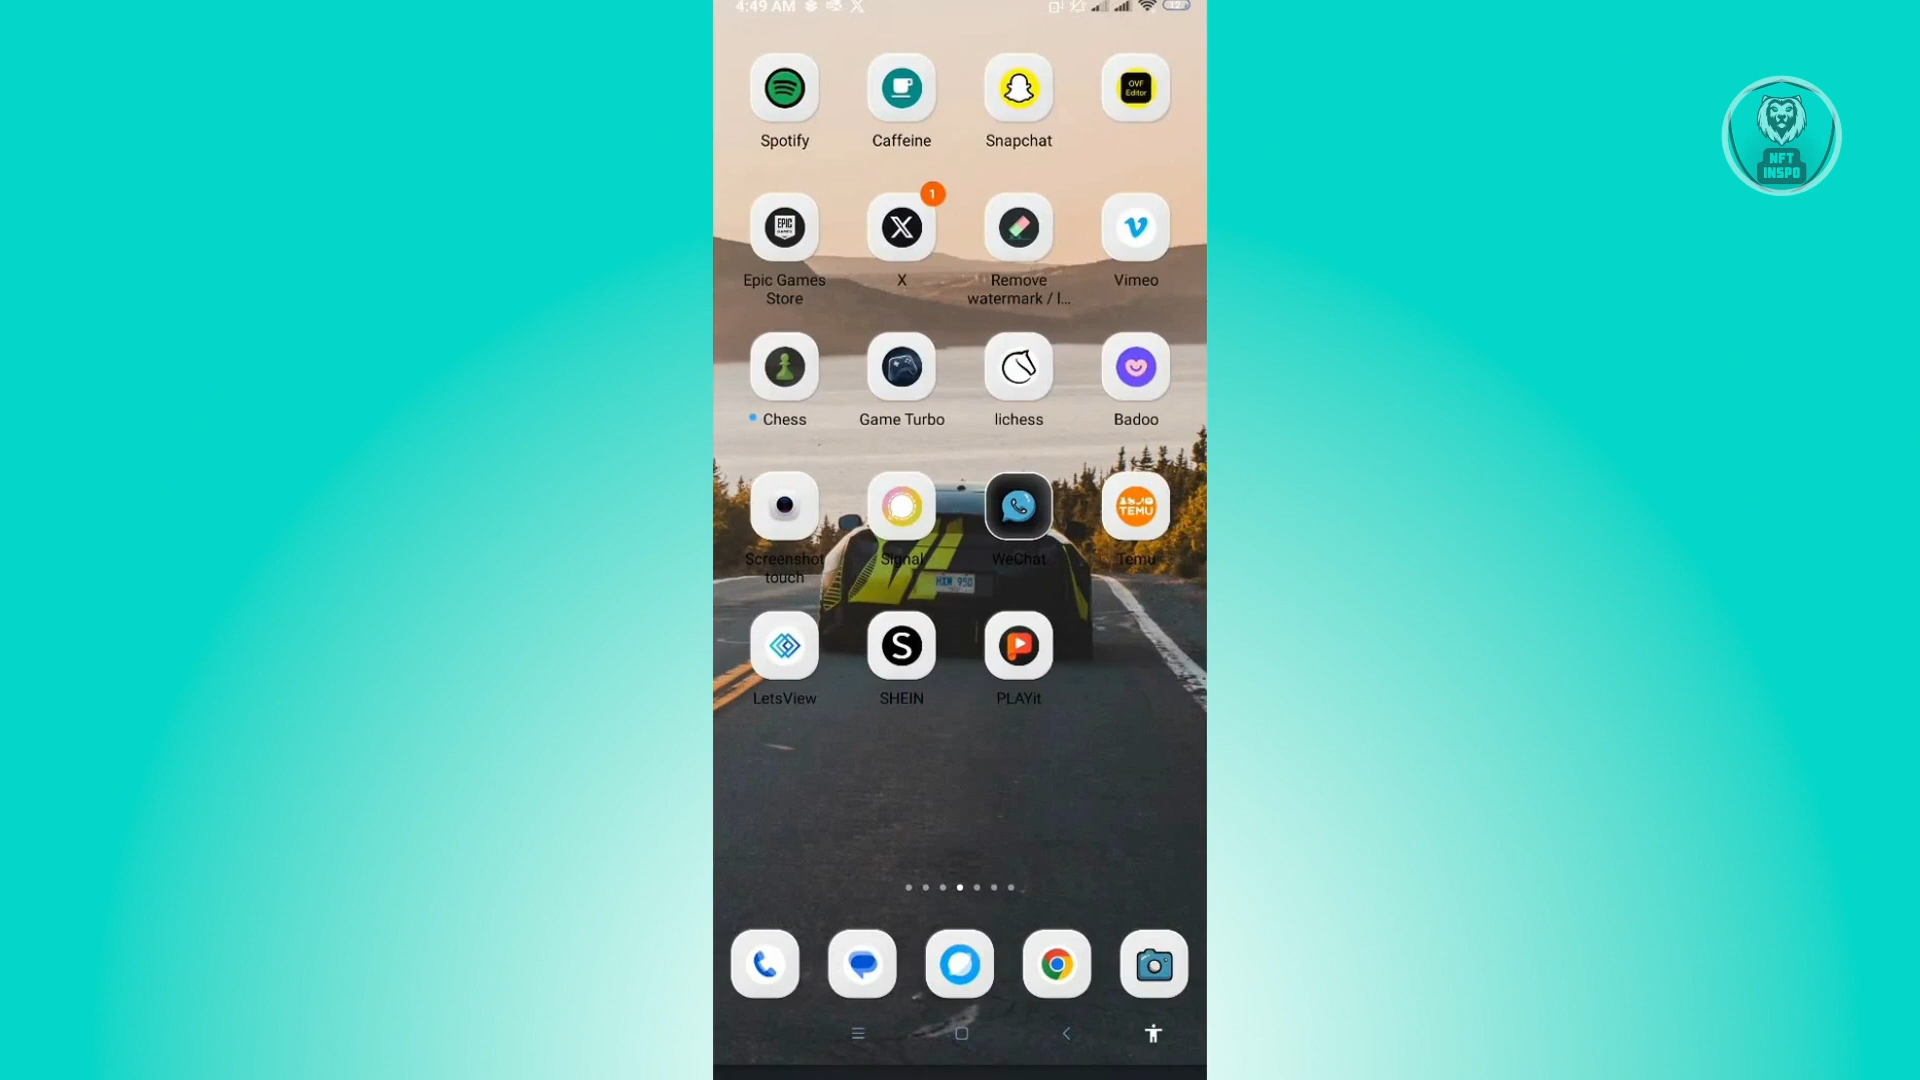 4:49 AM
OVF
Editor
Spotify
Caffeine
Snapchat
NFT
INSPO
1
EPIC
GAMES
Epic Games
Store
X
Remove
watermark / l...
Vimeo
Chess
Game Turbo
lichess
Badoo
TEMU
Screenshot
touch
Signal
WeChat
Temu
S
LetsView
SHEIN
PLAYit